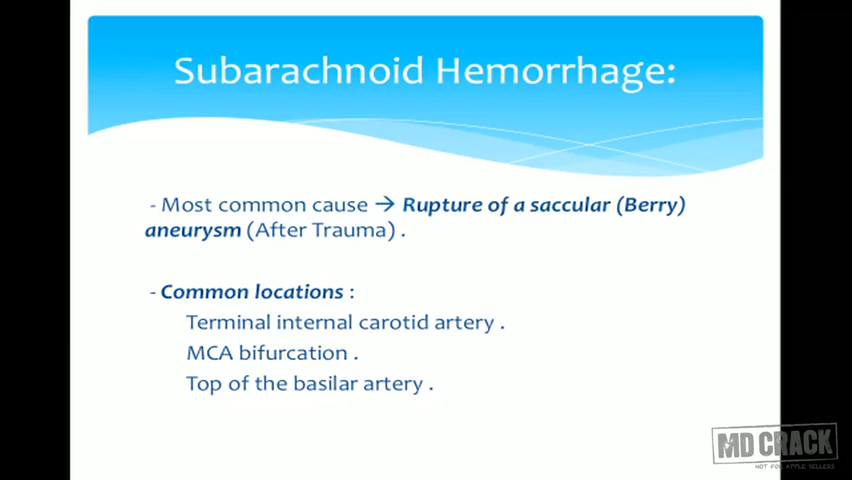 Subarachnoid Hemorrhage:
- Most common cause → Rupture of a saccular (Berry)
aneurysm (After Trauma) .
- Common locations :
Terminal internal carotid artery .
MCA bifurcation .
Top of the basilar artery .
MD CRACK
NOT FOR APPLE SELLERS